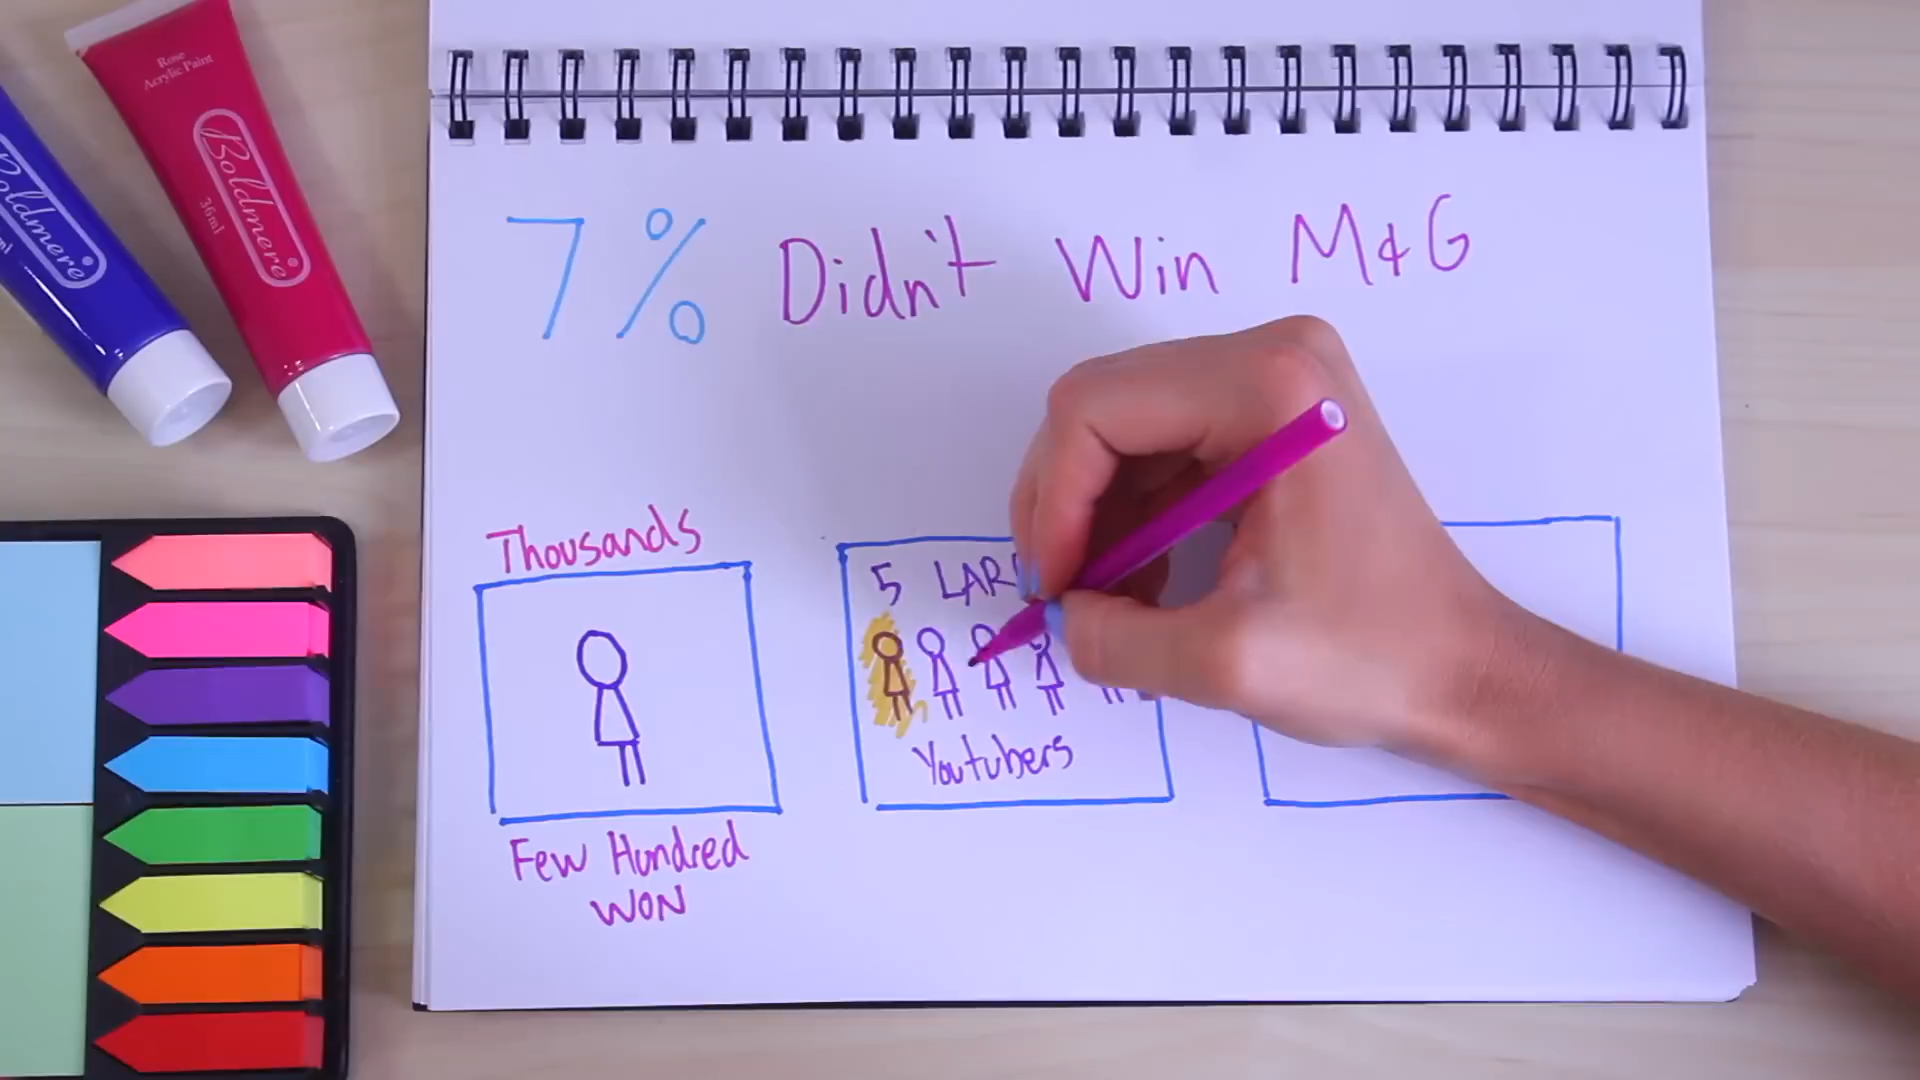 Rose
Acrylic Paint
Boldmere
36ml
Boldmere
7% Didn't Win M&G
Thousands
5
Youtubers
Few Hundred
WON